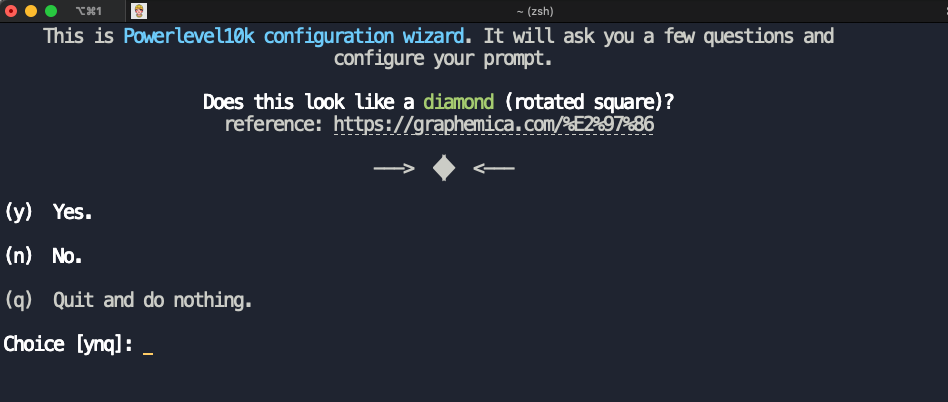 ⌥⌘1
~ (zsh)
This is Powerlevel10k configuration wizard. It will ask you a few questions and
configure your prompt.
Does this look like a diamond (rotated square)?
reference: https://graphemica.com/%E2%97%86
---> ◆ <---
(y) Yes.
(n) No.
(q) Quit and do nothing.
Choice [ynq]: _